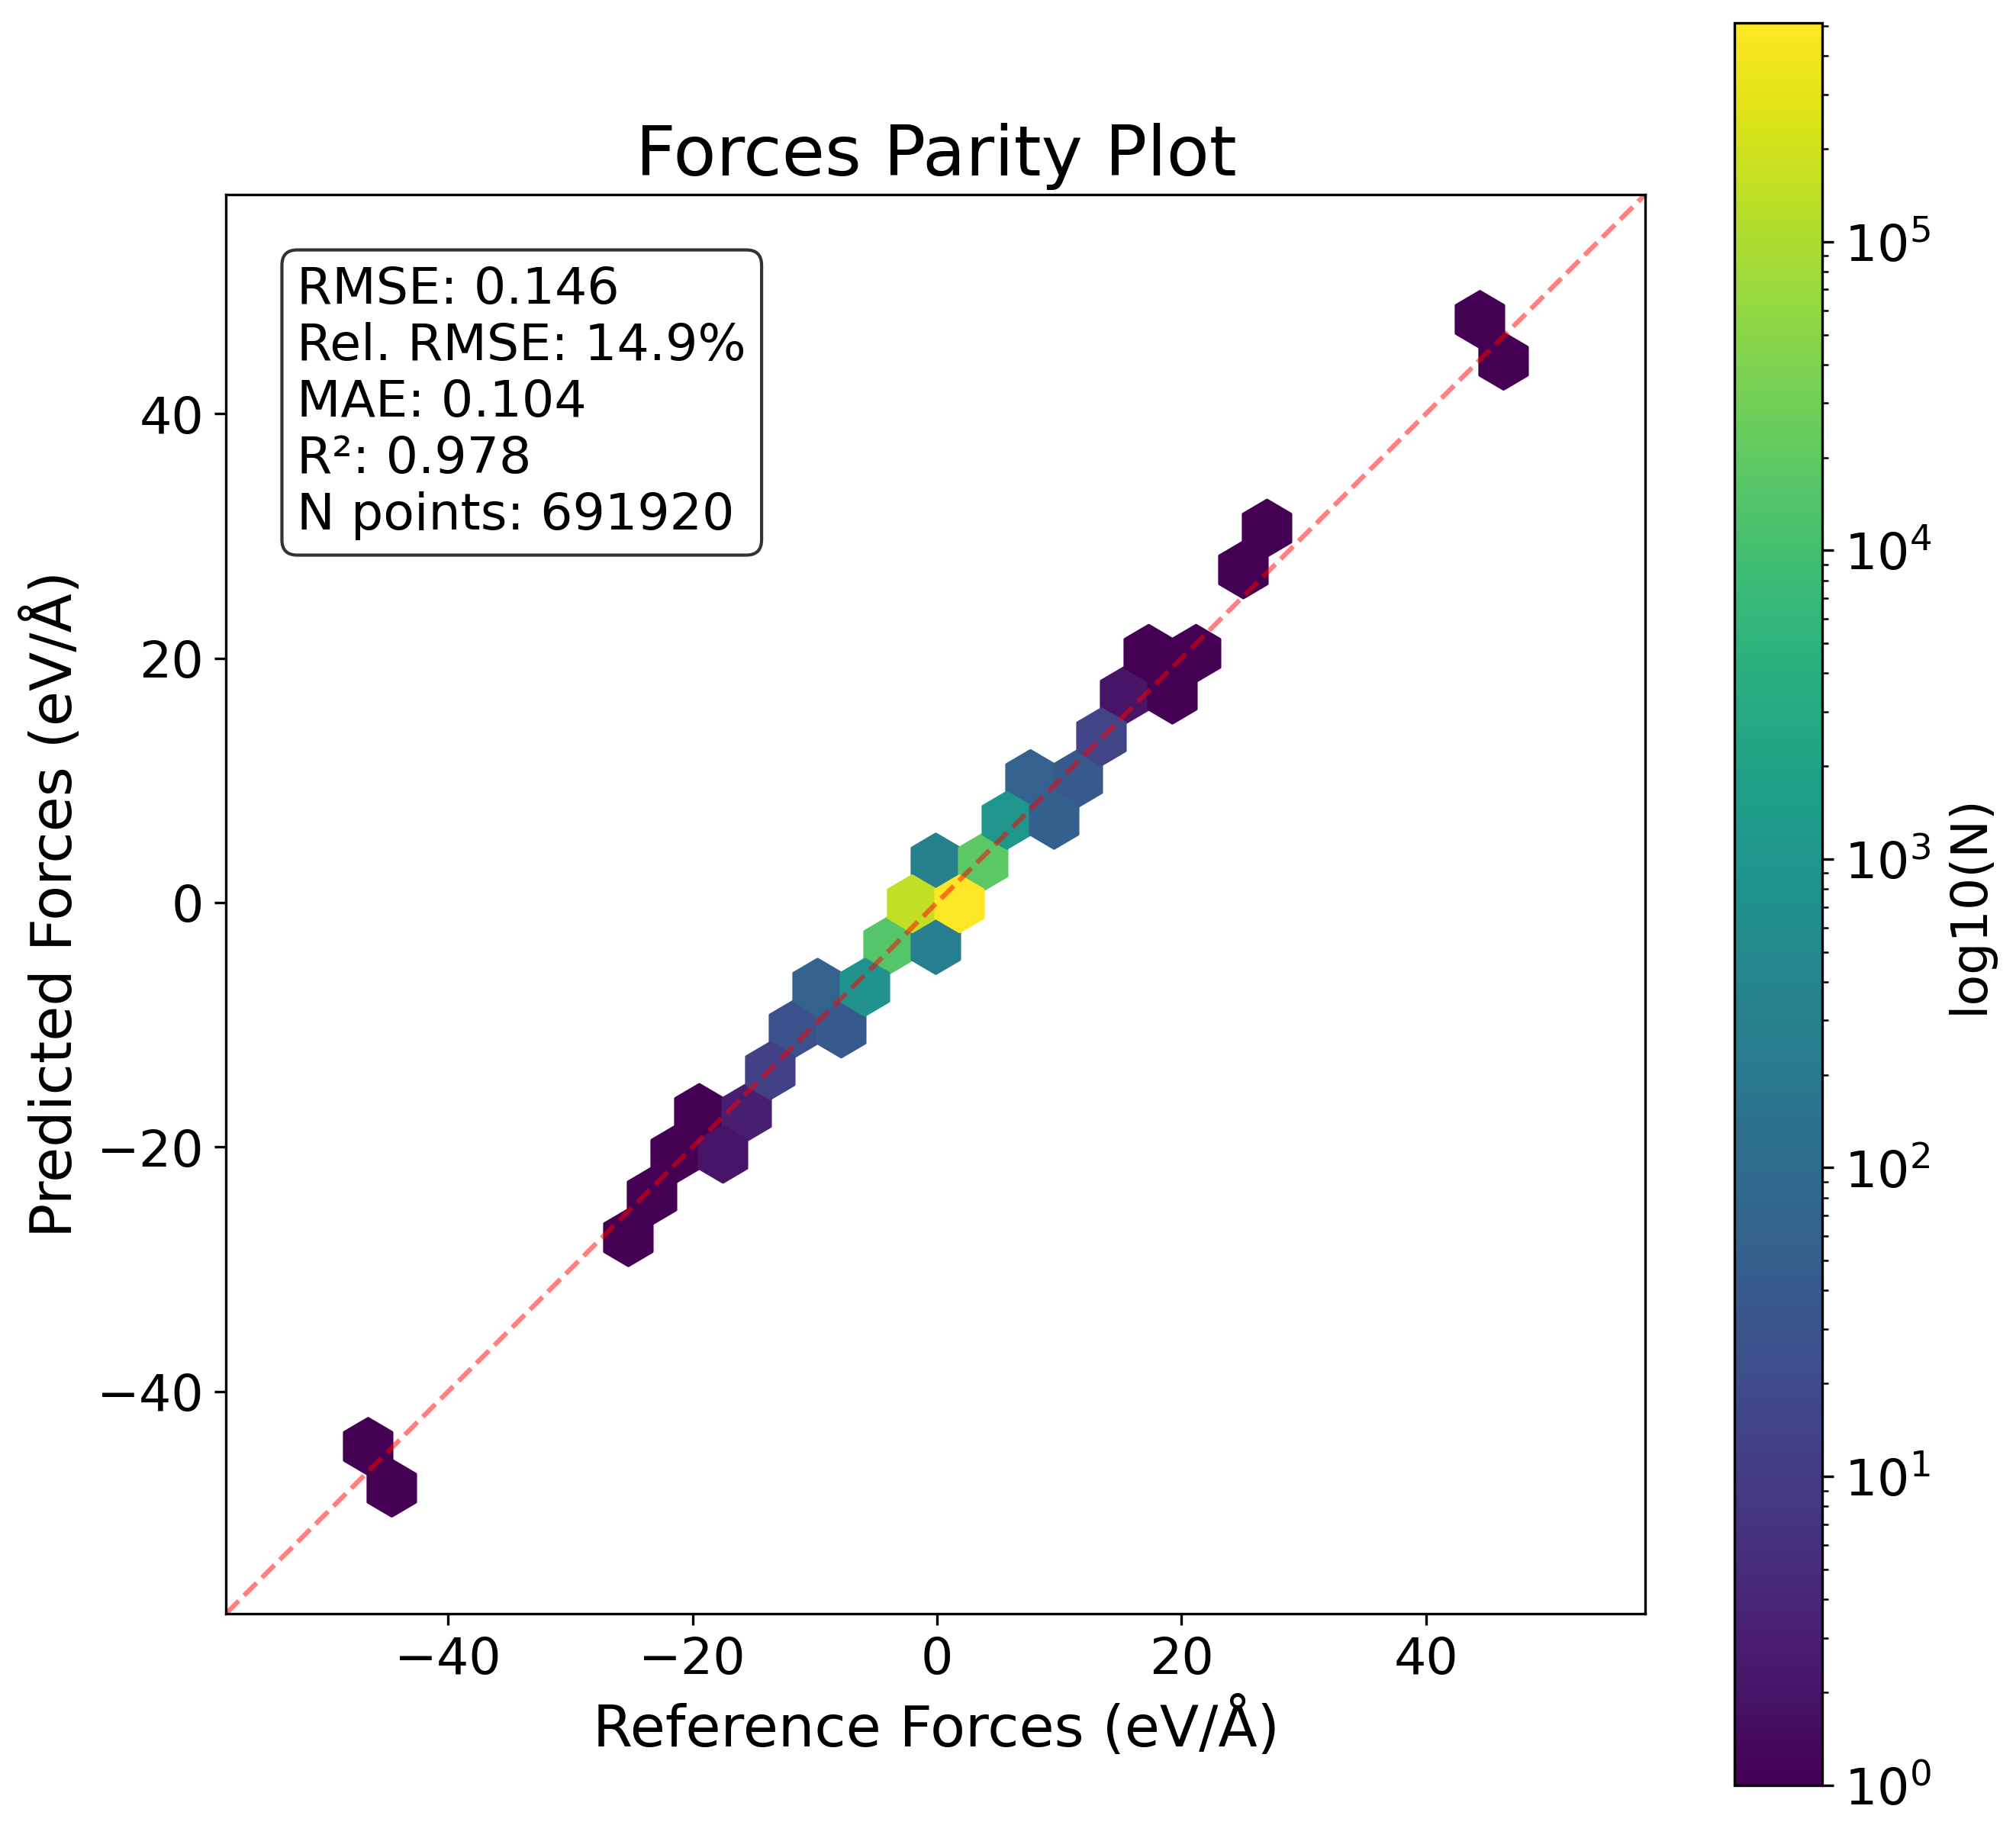 Forces Parity Plot
RMSE: 0.146
Rel. RMSE: 14.9%
MAE: 0.104
R²: 0.978
N points: 691920
Predicted Forces (eV/Å)
40
20
0
−20
−40
−40
−20
0
20
40
Reference Forces (eV/Å)
10⁵
10⁴
10³
10²
10¹
10⁰
log10(N)